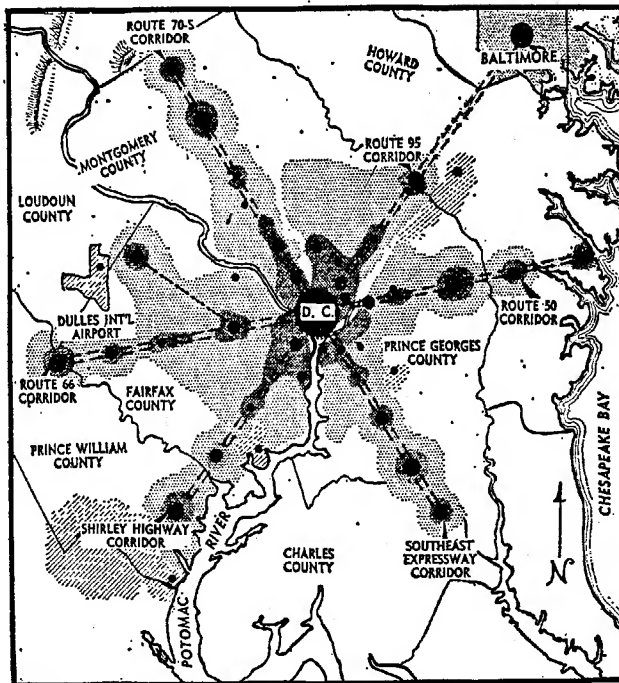 ROUTE 70-S
CORRIDOR
HOWARD
COUNTY
BALTIMORE
MONTGOMERY
COUNTY
ROUTE 95
CORRIDOR
LOUDOUN
COUNTY
DULLES INT'L
AIRPORT
D. C.
ROUTE 50
CORRIDOR
PRINCE GEORGES
COUNTY
ROUTE 66
CORRIDOR
FAIRFAX
COUNTY
PRINCE WILLIAM
COUNTY
CHESAPEAKE BAY
SHIRLEY HIGHWAY
CORRIDOR
POTOMAC RIVER
CHARLES
COUNTY
SOUTHEAST
EXPRESSWAY
CORRIDOR
N